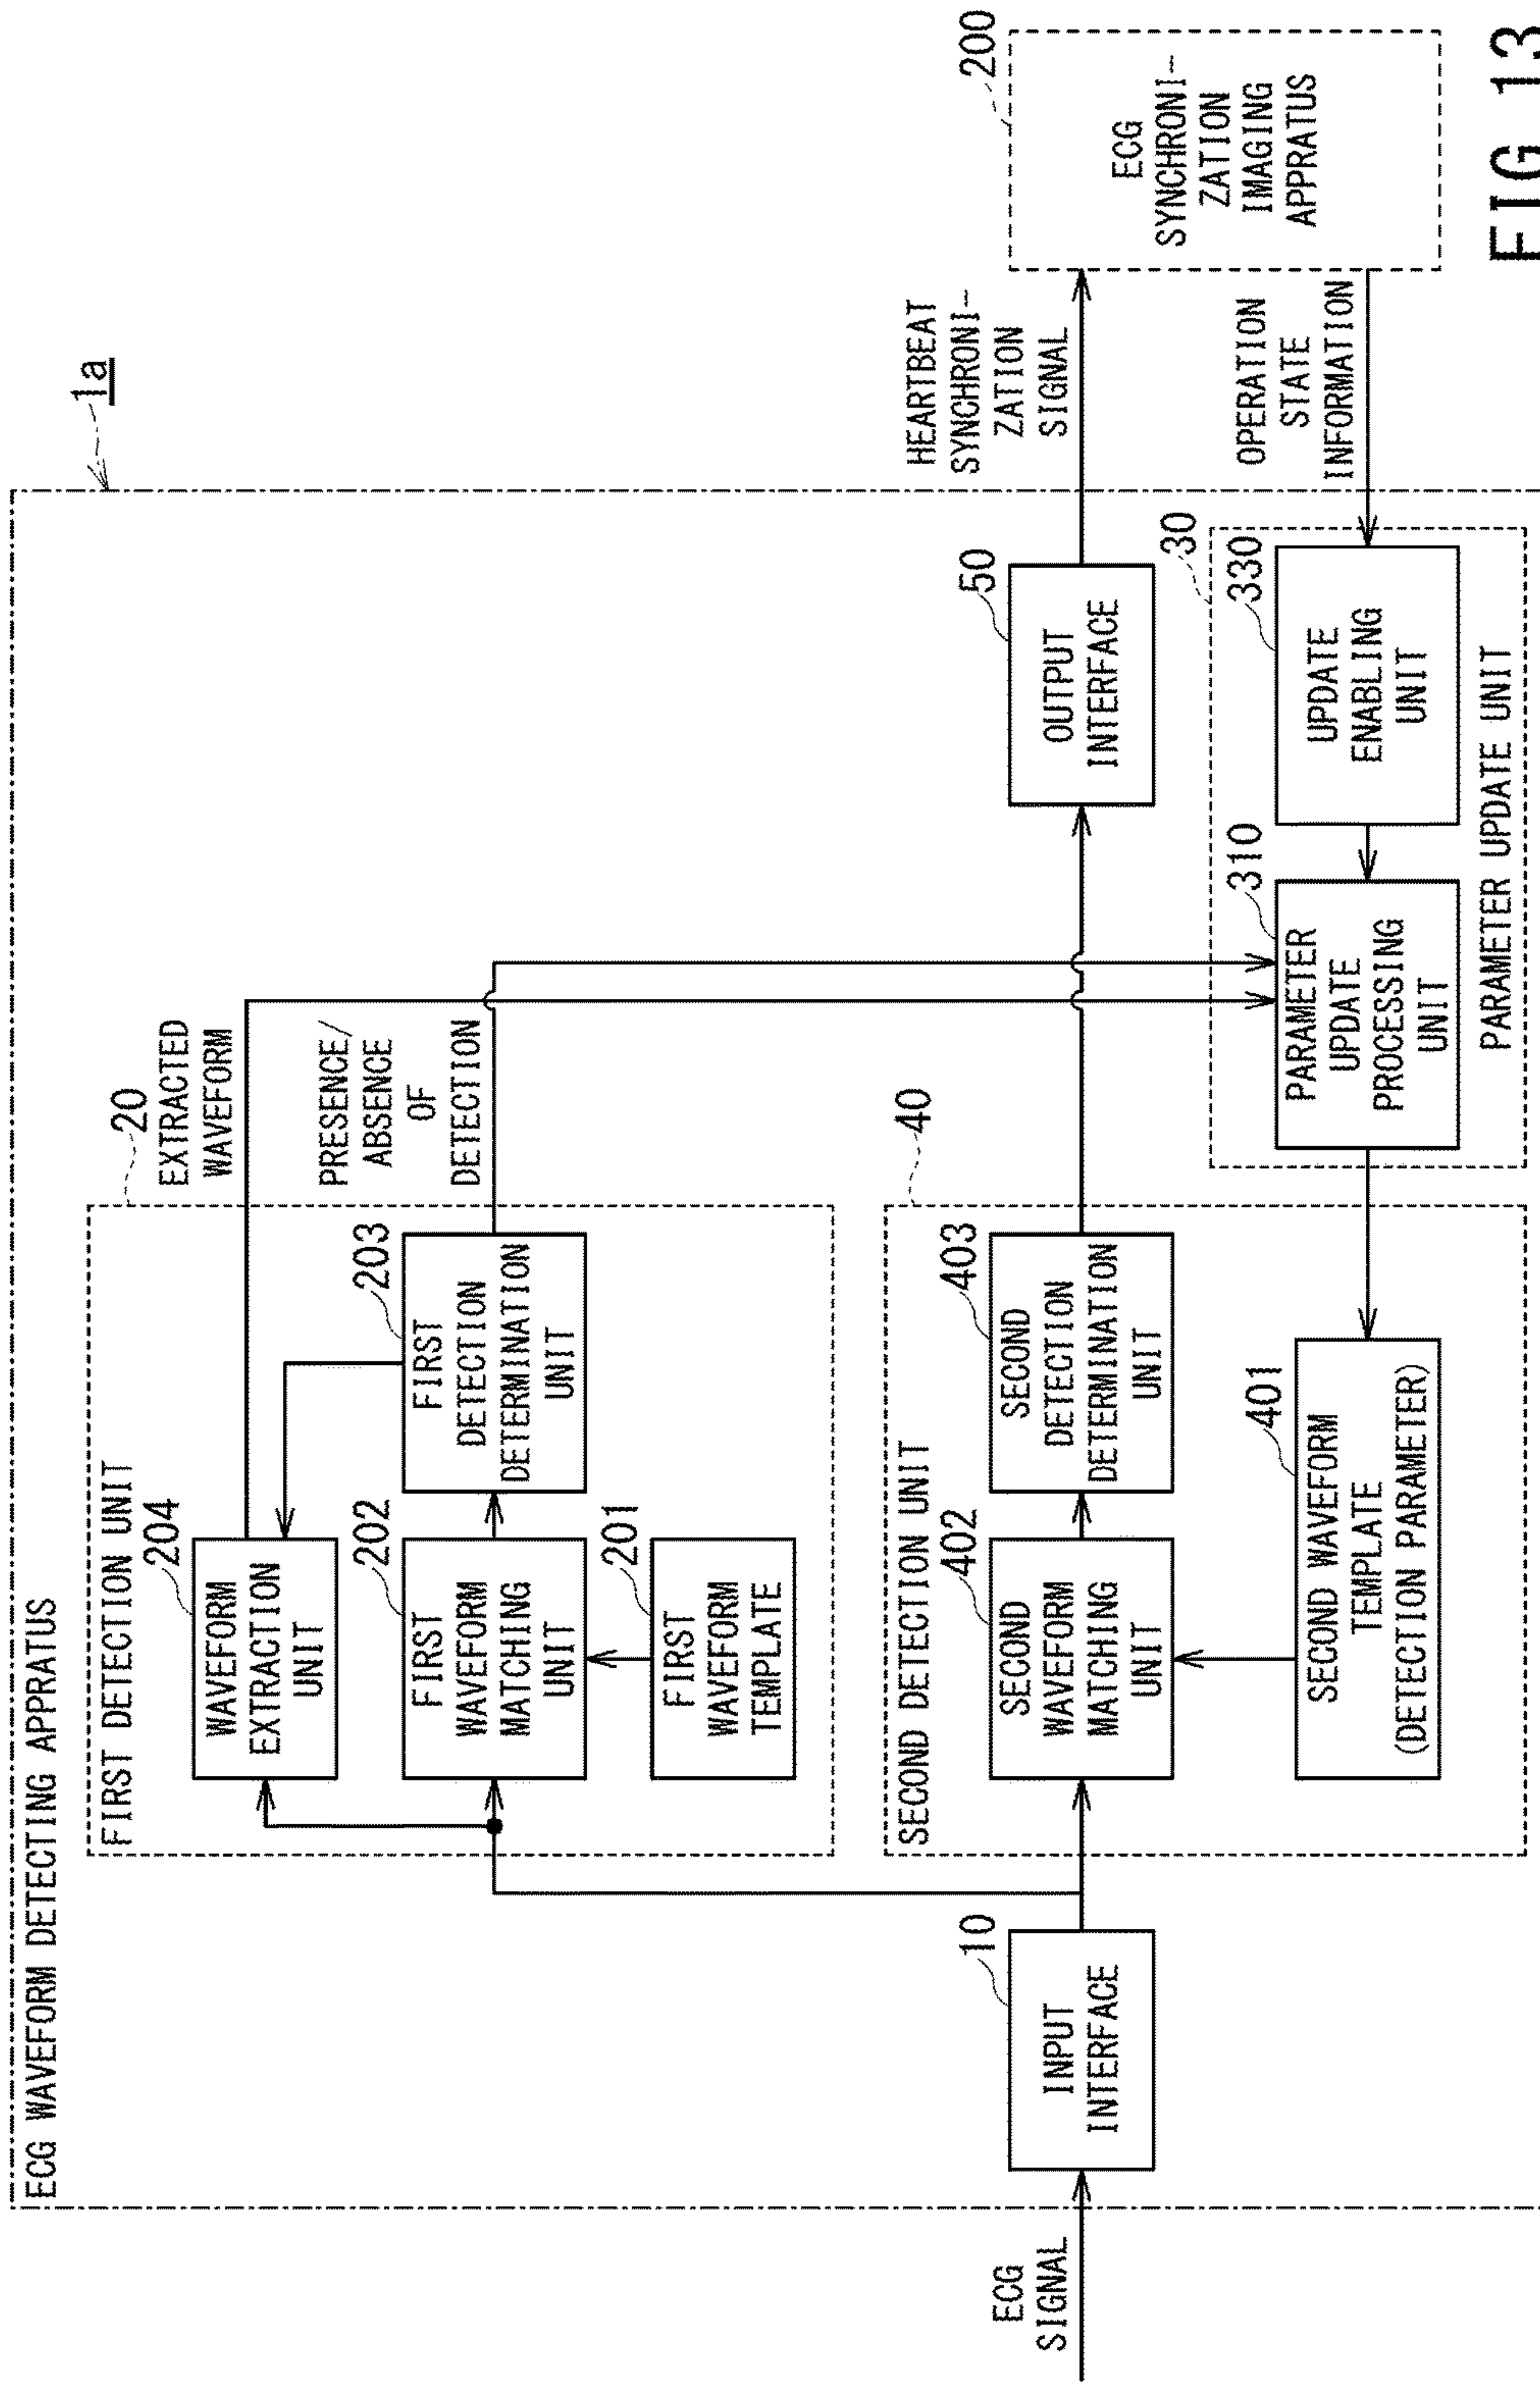 ECG WAVEFORM DETECTING APPARATUS
1a
FIRST DETECTION UNIT
20
204
WAVEFORM
EXTRACTION
UNIT
EXTRACTED
WAVEFORM
202
FIRST
WAVEFORM
MATCHING
UNIT
203
FIRST
DETECTION
DETERMINATION
UNIT
PRESENCE/
ABSENCE
OF
DETECTION
201
FIRST
WAVEFORM
TEMPLATE
SECOND DETECTION UNIT
40
ECG
SIGNAL
10
INPUT
INTERFACE
402
SECOND
WAVEFORM
MATCHING
UNIT
403
SECOND
DETECTION
DETERMINATION
UNIT
50
OUTPUT
INTERFACE
HEARTBEAT
SYNCHRONI-
ZATION
SIGNAL
200
ECG
SYNCHRONI-
ZATION
IMAGING
APPRATUS
401
SECOND WAVEFORM
TEMPLATE
(DETECTION PARAMETER)
30
310
PARAMETER
UPDATE
PROCESSING
UNIT
330
UPDATE
ENABLING
UNIT
PARAMETER UPDATE UNIT
OPERATION
STATE
INFORMATION
FIG. 13